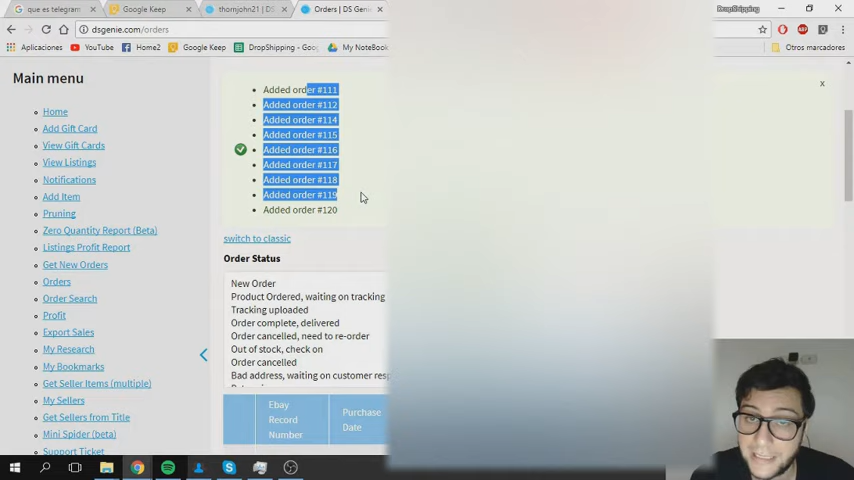 que es telegram
Google Keep
thornjohn21 | DS
Orders | DS Genie
DropShipping
dsgenie.com/orders
Aplicaciones
YouTube
Home2
Google Keep
DropShipping - Goog
My NoteBook
Otros marcadores
ABP
Main menu
Home
Add Gift Card
View Gift Cards
View Listings
Notifications
Add Item
Pruning
Zero Quantity Report (Beta)
Listings Profit Report
Get New Orders
Orders
Order Search
Profit
Export Sales
My Research
My Bookmarks
Get Seller Items (multiple)
My Sellers
Get Sellers from Title
Mini Spider (beta)
Support Ticket
Added order #111
Added order #112
Added order #114
Added order #115
Added order #116
Added order #117
Added order #118
Added order #119
Added order #120
x
switch to classic
Order Status
New Order
Product Ordered, waiting on tracking
Tracking uploaded
Order complete, delivered
Order cancelled, need to re-order
Out of stock, check on
Order cancelled
Bad address, waiting on customer resp
Ebay
Record
Number
Purchase
Date